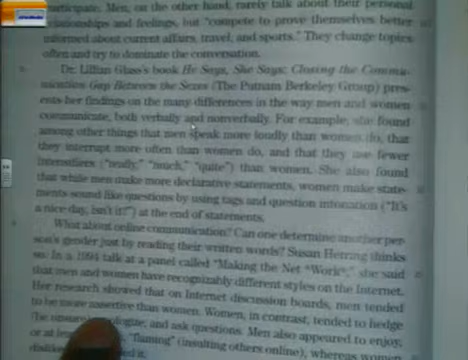 participate. Men, on the other hand, rarely talk about their personal
relationships and feelings, but "compete to prove themselves better
informed about current affairs, travel, and sports." They change topics
often and try to dominate the conversation.
Dr. Lillian Glass's book He Says, She Says: Closing the Commu-
nication Gap Between the Sexes (The Putnam Berkeley Group) pres-
ents her findings on the many differences in the way men and women
communicate, both verbally and nonverbally. For example, she found
among other things that men speak more loudly than women do, that
they interrupt more often than women do, and that they use fewer
intensifiers ("really," "much," "quite") than women. She also found
that while men make more declarative statements, women make state-
ments sound like questions by using tags and question intonation ("It's
a nice day, isn't it?") at the end of statements.
What about online communication? Can one determine another per-
son's gender just by reading their written words? Susan Herring thinks
so. In a 1994 talk at a panel called "Making the Net *Work*," she said
that men and women have recognizably different styles on the Internet.
Her research showed that on Internet discussion boards, men tended
to be more assertive than women. Women, in contrast, tended to hedge
(be unsure), apologize, and ask questions. Men also appeared to enjoy,
or at "flaming" (insulting others online), whereas women
it.